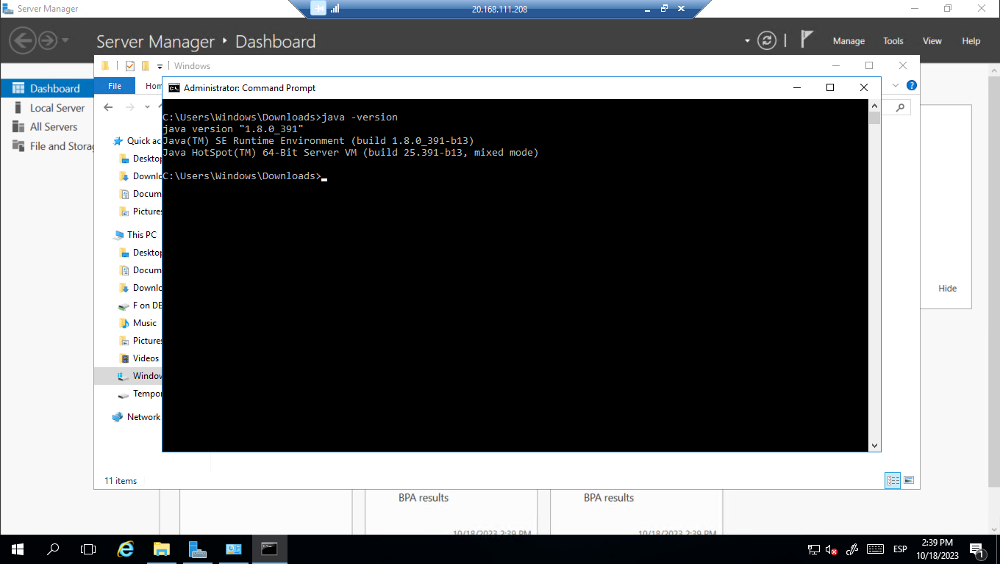 Server Manager
20.168.111.208
Server Manager
Dashboard
Manage
Tools
View
Help
Windows
File
Hom
Administrator: Command Prompt
Dashboard
Local Server
All Servers
File and Storag
Quick ac
Desktop
Downlo
Docum
Pictures
This PC
Desktop
Docum
Downlo
F on DE
Music
Pictures
Videos
Window
Tempor
Network
C:\Users\Windows\Downloads>java -version
java version "1.8.0_391"
Java(TM) SE Runtime Environment (build 1.8.0_391-b13)
Java HotSpot(TM) 64-Bit Server VM (build 25.391-b13, mixed mode)
C:\Users\Windows\Downloads>
Hide
11 items
BPA results
BPA results
10/18/2023 2:39 PM
10/18/2023 2:39 PM
ESP
2:39 PM
10/18/2023
1